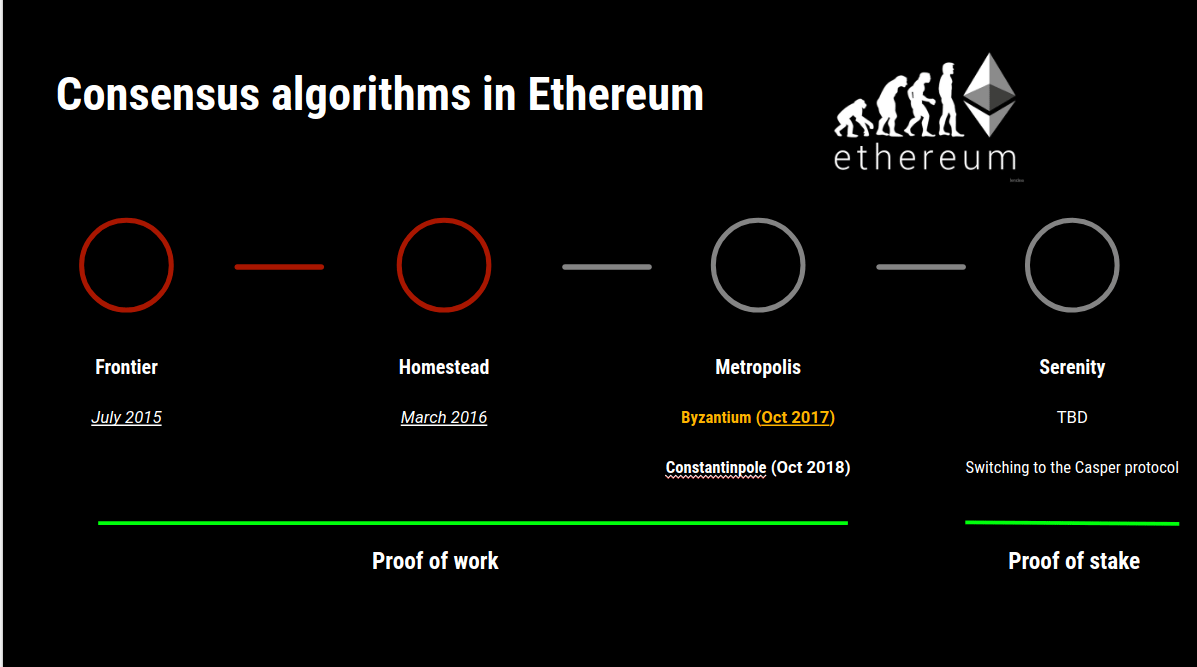 Consensus algorithms in Ethereum
ethereum
Frontier
Homestead
Metropolis
Serenity
July 2015
March 2016
Byzantium (Oct 2017)
TBD
Constantinpole (Oct 2018)
Switching to the Casper protocol
Proof of work
Proof of stake